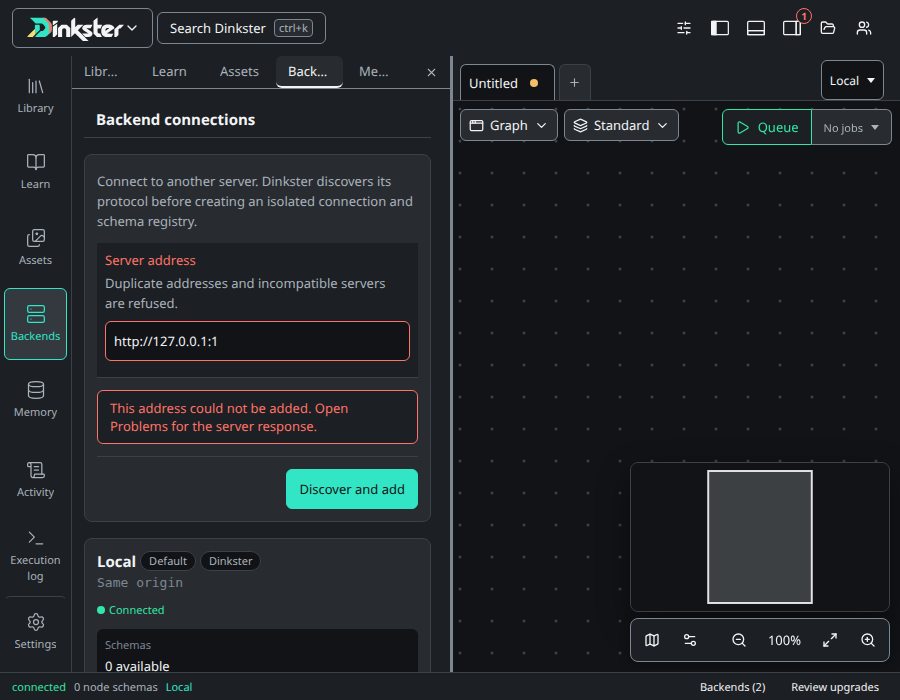 Dinkster
Search Dinkster ctrl+k
1
Libr... Learn Assets Back... Me...
Untitled
Local
Library
Learn
Assets
Backends
Memory
Activity
Execution
log
Settings
Backend connections
Connect to another server. Dinkster discovers its
protocol before creating an isolated connection and
schema registry.
Server address
Duplicate addresses and incompatible servers
are refused.
http://127.0.0.1:1
This address could not be added. Open
Problems for the server response.
Discover and add
Local Default Dinkster
Same origin
Connected
Schemas
0 available
Graph Standard Queue No jobs
100%
connected 0 node schemas Local Backends (2) Review upgrades